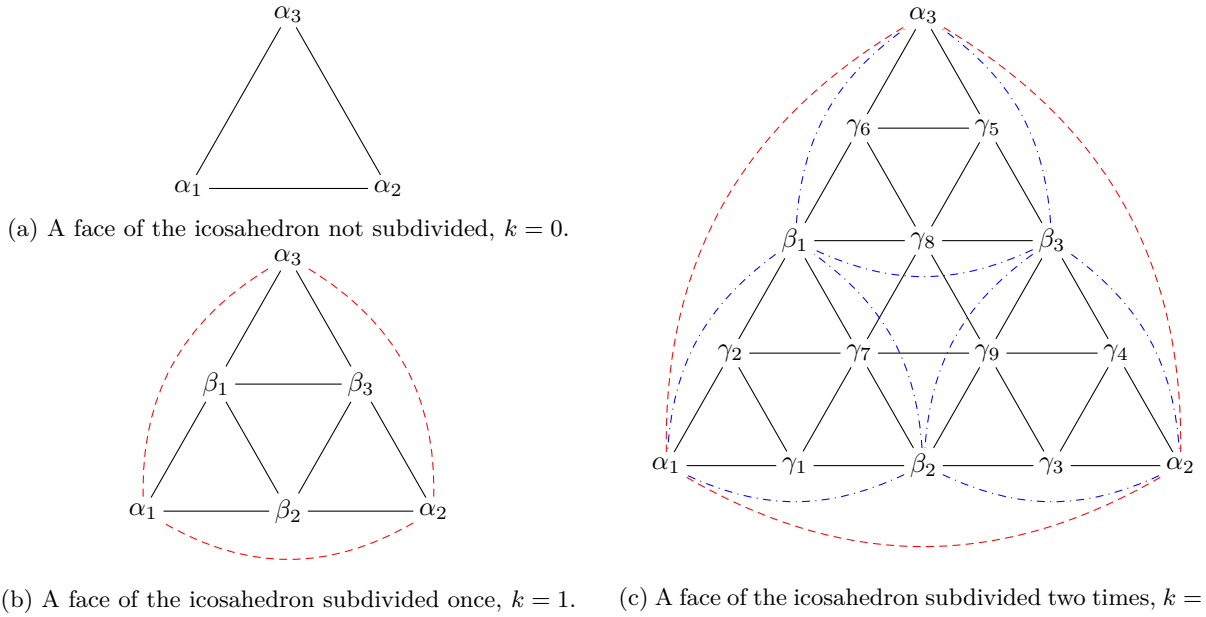 α₃
α₁ α₂
(a) A face of the icosahedron not subdivided, k = 0.
α₃
β₁ β₃
α₁ β₂ α₂
(b) A face of the icosahedron subdivided once, k = 1.
α₃
γ₆ γ₅
β₁ γ₈ β₃
γ₂ γ₇ γ₉ γ₄
α₁ γ₁ β₂ γ₃ α₂
(c) A face of the icosahedron subdivided two times, k =